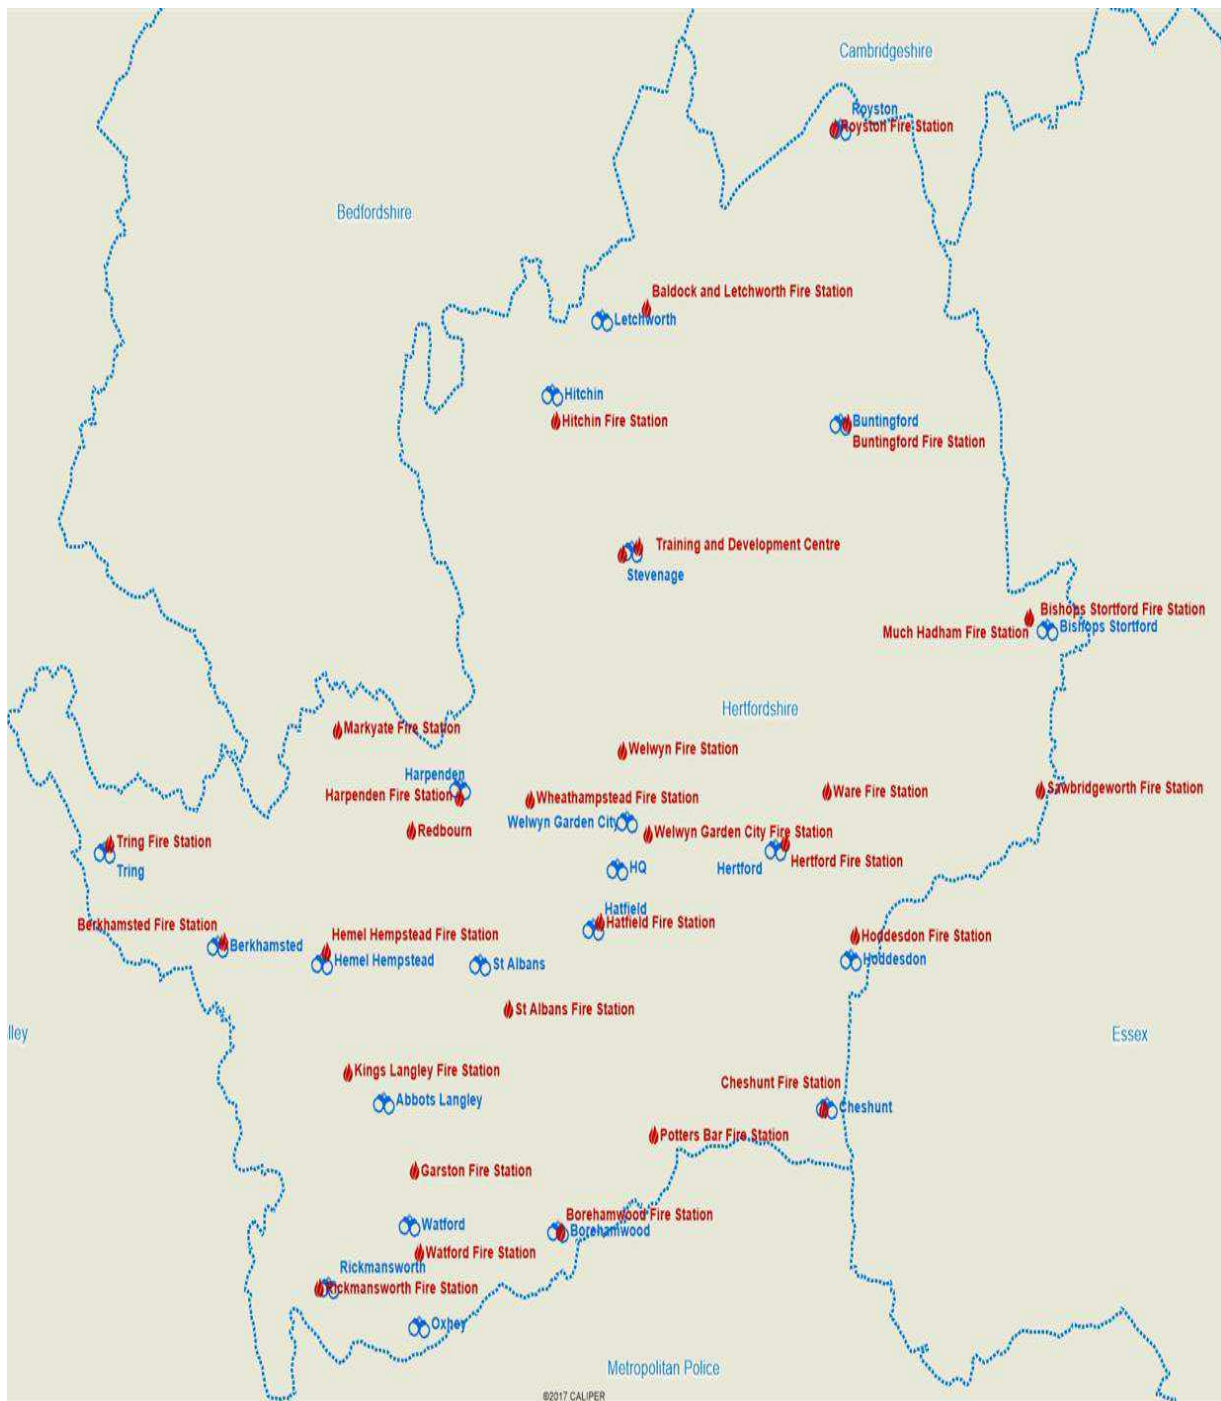 Cambridgeshire
Royston
Royston Fire Station
Bedfordshire
Baldock and Letchworth Fire Station
Letchworth
Hitchin
Hitchin Fire Station
Buntingford
Buntingford Fire Station
Training and Development Centre
Stevenage
Bishops Stortford Fire Station
Bishops Stortford
Much Hadham Fire Station
Hertfordshire
Markyate Fire Station
Welwyn Fire Station
Harpenden
Harpenden Fire Station
Wheathampstead Fire Station
Ware Fire Station
Sawbridgeworth Fire Station
Welwyn Garden City
Redbourn
Welwyn Garden City Fire Station
Tring Fire Station
Tring
Hertford
Hertford Fire Station
HQ
Hatfield
Hatfield Fire Station
Berkhamsted Fire Station
Berkhamsted
Hemel Hempstead Fire Station
Hemel Hempstead
St Albans
Hoddesdon Fire Station
Hoddesdon
St Albans Fire Station
lley
Essex
Kings Langley Fire Station
Abbots Langley
Cheshunt Fire Station
Cheshunt
Potters Bar Fire Station
Garston Fire Station
Borehamwood Fire Station
Borehamwood
Watford
Watford Fire Station
Rickmansworth
Rickmansworth Fire Station
Oxhey
Metropolitan Police
©2017 CALIPER